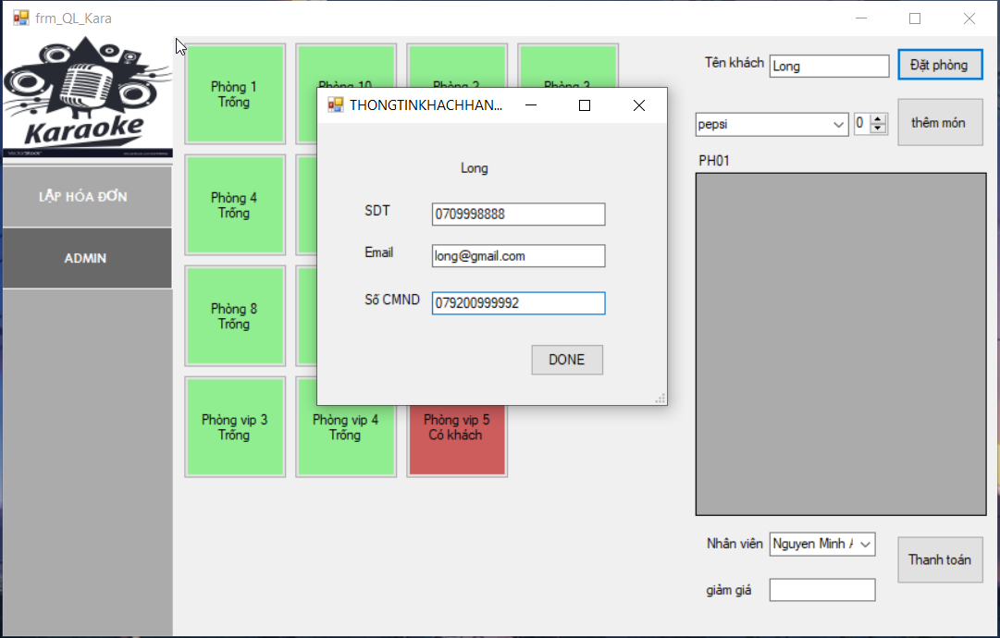 frm_QL_Kara
Karaoke
VectorStock
LẬP HÓA ĐƠN
ADMIN
Phòng 1
Trống
Phòng 10
Phòng 2
Phòng 3
Phòng 4
Trống
Phòng 8
Trống
Phòng vip 3
Trống
Phòng vip 4
Trống
Phòng vip 5
Có khách
THONGTINKHACHHAN...
Long
SDT
0709998888
Email
long@gmail.com
Số CMND
079200999992
DONE
Tên khách
Long
Đặt phòng
pepsi
0
thêm món
PH01
Nhân viên
Nguyen Minh
Thanh toán
giảm giá